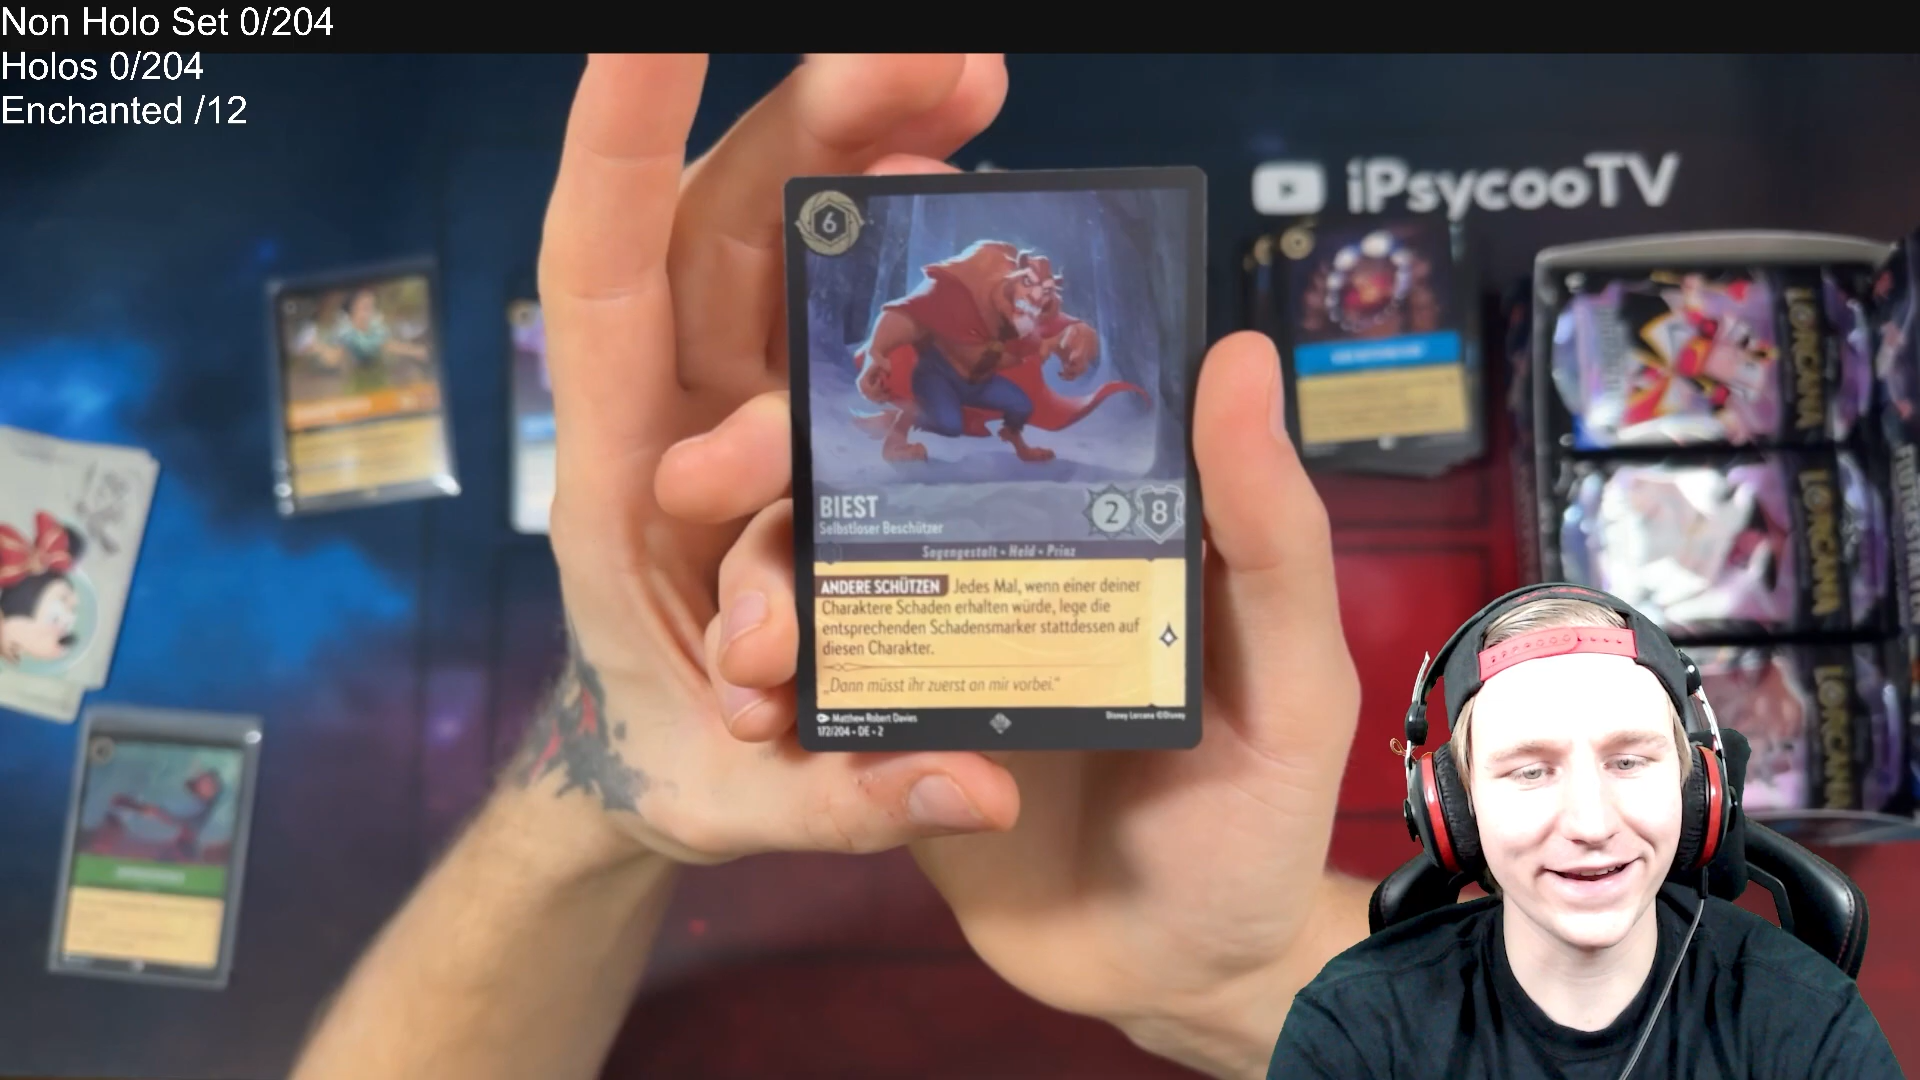 Non Holo Set 0/204
Holos 0/204
Enchanted /12
iPsycooTV
6
BIEST
Selbstloser Beschützer
2 8
Sagengestalt • Held • Prinz
ANDERE SCHÜTZEN Jedes Mal, wenn einer deiner
Charaktere Schaden erhalten würde, lege die
entsprechenden Schadensmarker stattdessen auf
diesen Charakter.
„Dann müsst ihr zuerst an mir vorbei.“
Matthew Robert Davies
172/204 • DE • 2
Disney Lorcana ©Disney
LORCANA
LORCANA
LORCANA